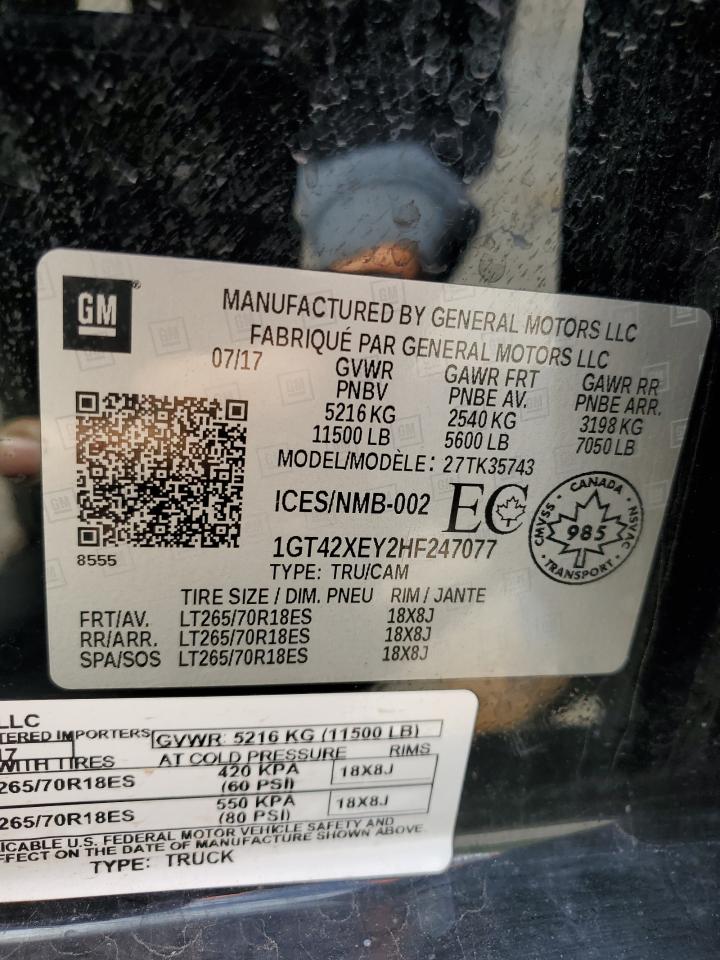 GM
MANUFACTURED BY GENERAL MOTORS LLC
FABRIQUÉ PAR GENERAL MOTORS LLC
07/17
GVWR GAWR FRT GAWR RR
PNBV PNBE AV. PNBE ARR.
5216 KG 2540 KG 3198 KG
11500 LB 5600 LB 7050 LB
MODEL/MODÈLE: 27TK35743
ICES/NMB-002 EC
CANADA
CMVSS 985 NSVAC
TRANSPORT
8555
1GT42XEY2HF247077
TYPE: TRU/CAM
TIRE SIZE / DIM. PNEU RIM / JANTE
FRT/AV. LT265/70R18ES 18X8J
RR/ARR. LT265/70R18ES 18X8J
SPA/SOS LT265/70R18ES 18X8J
LLC
TERED IMPORTERS GVWR: 5216 KG (11500 LB)
17
WITH TIRES AT COLD PRESSURE RIMS
265/70R18ES 420 KPA 18X8J
(60 PSI)
265/70R18ES 550 KPA 18X8J
(80 PSI)
ICABLE U.S. FEDERAL MOTOR VEHICLE SAFETY AND
EFFECT ON THE DATE OF MANUFACTURE SHOWN ABOVE.
TYPE: TRUCK